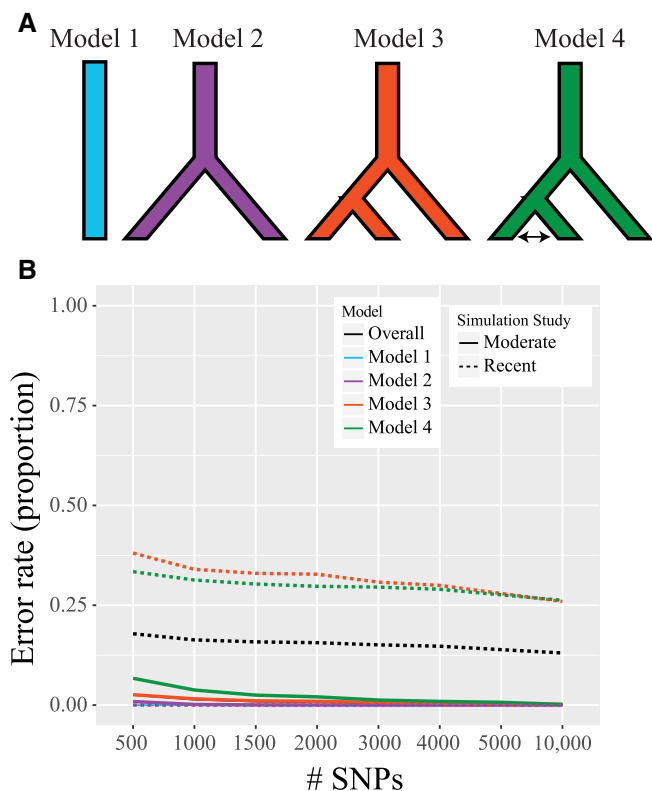 A
Model 1 Model 2 Model 3 Model 4
B
1.00
0.75
0.50
0.25
0.00
Error rate (proportion)
Model
Overall
Model 1
Model 2
Model 3
Model 4
Simulation Study
Moderate
Recent
500 1000 1500 2000 3000 4000 5000 10,000
# SNPs